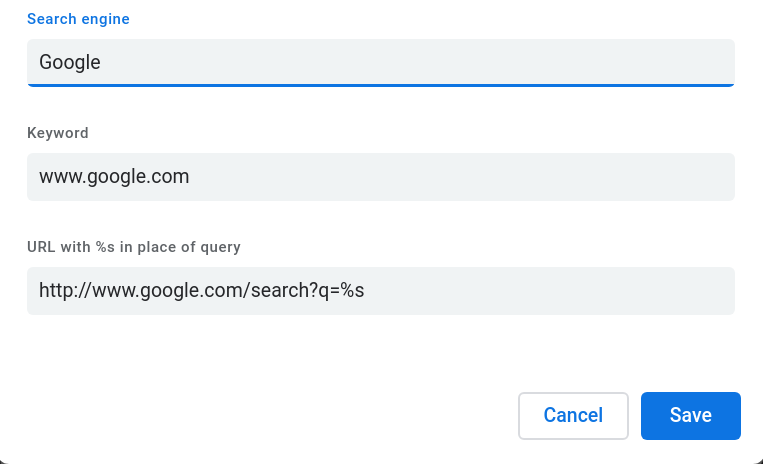 Search engine
Google
Keyword
www.google.com
URL with %s in place of query
http://www.google.com/search?q=%s
Cancel Save